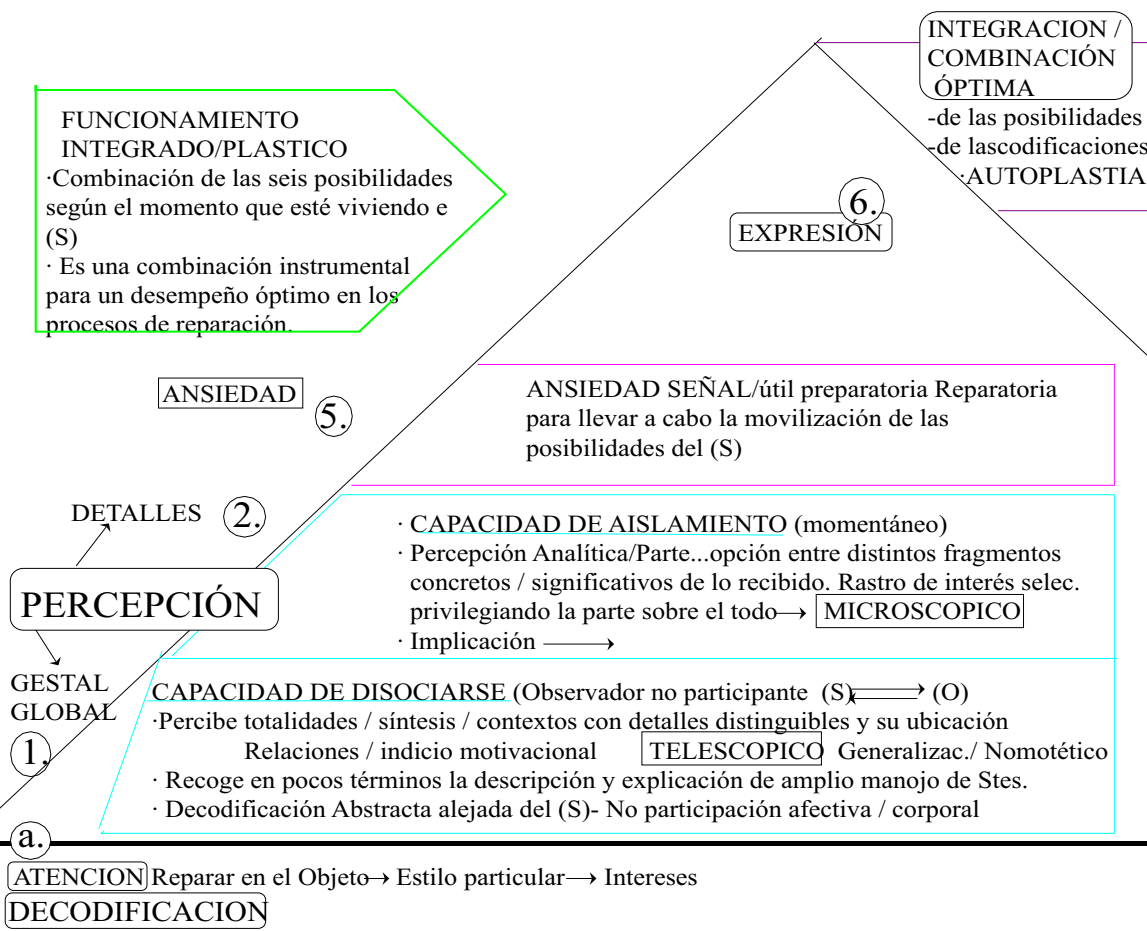 INTEGRACION /
COMBINACIÓN
ÓPTIMA
-de las posibilidades
-de lascodificaciones
·AUTOPLASTIA
FUNCIONAMIENTO
INTEGRADO/PLASTICO
·Combinación de las seis posibilidades
según el momento que esté viviendo e
(S)
· Es una combinación instrumental
para un desempeño óptimo en los
procesos de reparación.
6.
EXPRESIÓN
ANSIEDAD
5.
ANSIEDAD SEÑAL/útil preparatoria Reparatoria
para llevar a cabo la movilización de las
posibilidades del (S)
DETALLES
2.
· CAPACIDAD DE AISLAMIENTO (momentáneo)
· Percepción Analítica/Parte...opción entre distintos fragmentos
concretos / significativos de lo recibido. Rastro de interés selec.
privilegiando la parte sobre el todo→ MICROSCOPICO
· Implicación →
PERCEPCIÓN
GESTAL
GLOBAL
1.
CAPACIDAD DE DISOCIARSE (Observador no participante (S) (O)
·Percibe totalidades / síntesis / contextos con detalles distinguibles y su ubicación
Relaciones / indicio motivacional TELESCOPICO Generalizac./ Nomotético
· Recoge en pocos términos la descripción y explicación de amplio manojo de Stes.
· Decodificación Abstracta alejada del (S)- No participación afectiva / corporal
a.
ATENCION Reparar en el Objeto→ Estilo particular→ Intereses
DECODIFICACION